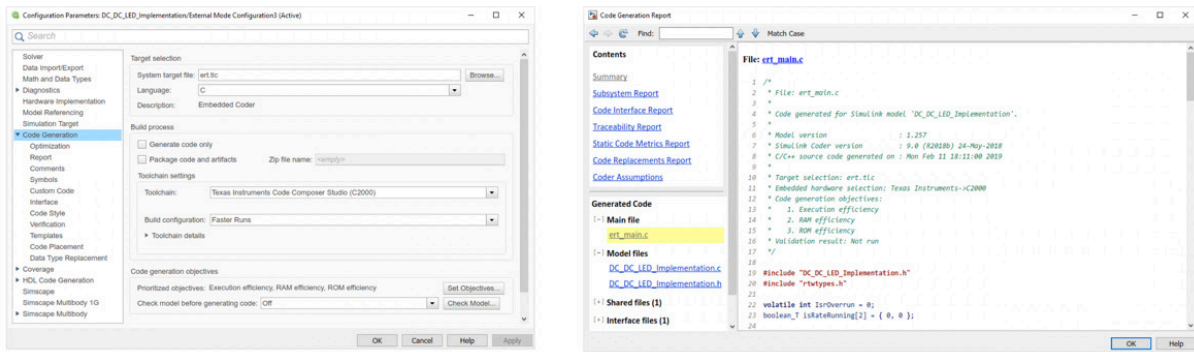 Configuration Parameters: DC_DC_LED_Implementation/External Mode Configuration3 (Active)
Search
Solver
Data Import/Export
Math and Data Types
Diagnostics
Hardware Implementation
Model Referencing
Simulation Target
Code Generation
Optimization
Report
Comments
Symbols
Custom Code
Interface
Code Style
Verification
Templates
Code Placement
Data Type Replacement
Coverage
HDL Code Generation
Simscape
Simscape Multibody 1G
Simscape Multibody
Target selection
System target file: ert.tlc Browse...
Language: C
Description: Embedded Coder
Build process
Generate code only
Package code and artifacts Zip file name: <empty>
Toolchain settings
Toolchain: Texas Instruments Code Composer Studio (C2000)
Build configuration: Faster Runs
Toolchain details
Code generation objectives
Prioritized objectives: Execution efficiency, RAM efficiency, ROM efficiency Set Objectives...
Check model before generating code: Off Check Model...
OK Cancel Help Apply
Code Generation Report
Find: Match Case
Contents
Summary
Subsystem Report
Code Interface Report
Traceability Report
Static Code Metrics Report
Code Replacements Report
Coder Assumptions
Generated Code
[-] Main file
ert_main.c
[-] Model files
DC_DC_LED_Implementation.c
DC_DC_LED_Implementation.h
[+] Shared files (1)
[+] Interface files (1)
File: ert_main.c
1 /*
2 * File: ert_main.c
3 *
4 * Code generated for Simulink model 'DC_DC_LED_Implementation'.
5 *
6 * Model version : 1.257
7 * Simulink Coder version : 9.0 (R2018b) 24-May-2018
8 * C/C++ source code generated on : Mon Feb 11 18:11:00 2019
9 *
10 * Target selection: ert.tlc
11 * Embedded hardware selection: Texas Instruments->C2000
12 * Code generation objectives:
13 * 1. Execution efficiency
14 * 2. RAM efficiency
15 * 3. ROM efficiency
16 * Validation result: Not run
17 */
18
19 #include "DC_DC_LED_Implementation.h"
20 #include "rtwtypes.h"
21
22 volatile int IsrOverrun = 0;
23 boolean_T isRateRunning[2] = { 0, 0 };
24
OK Help